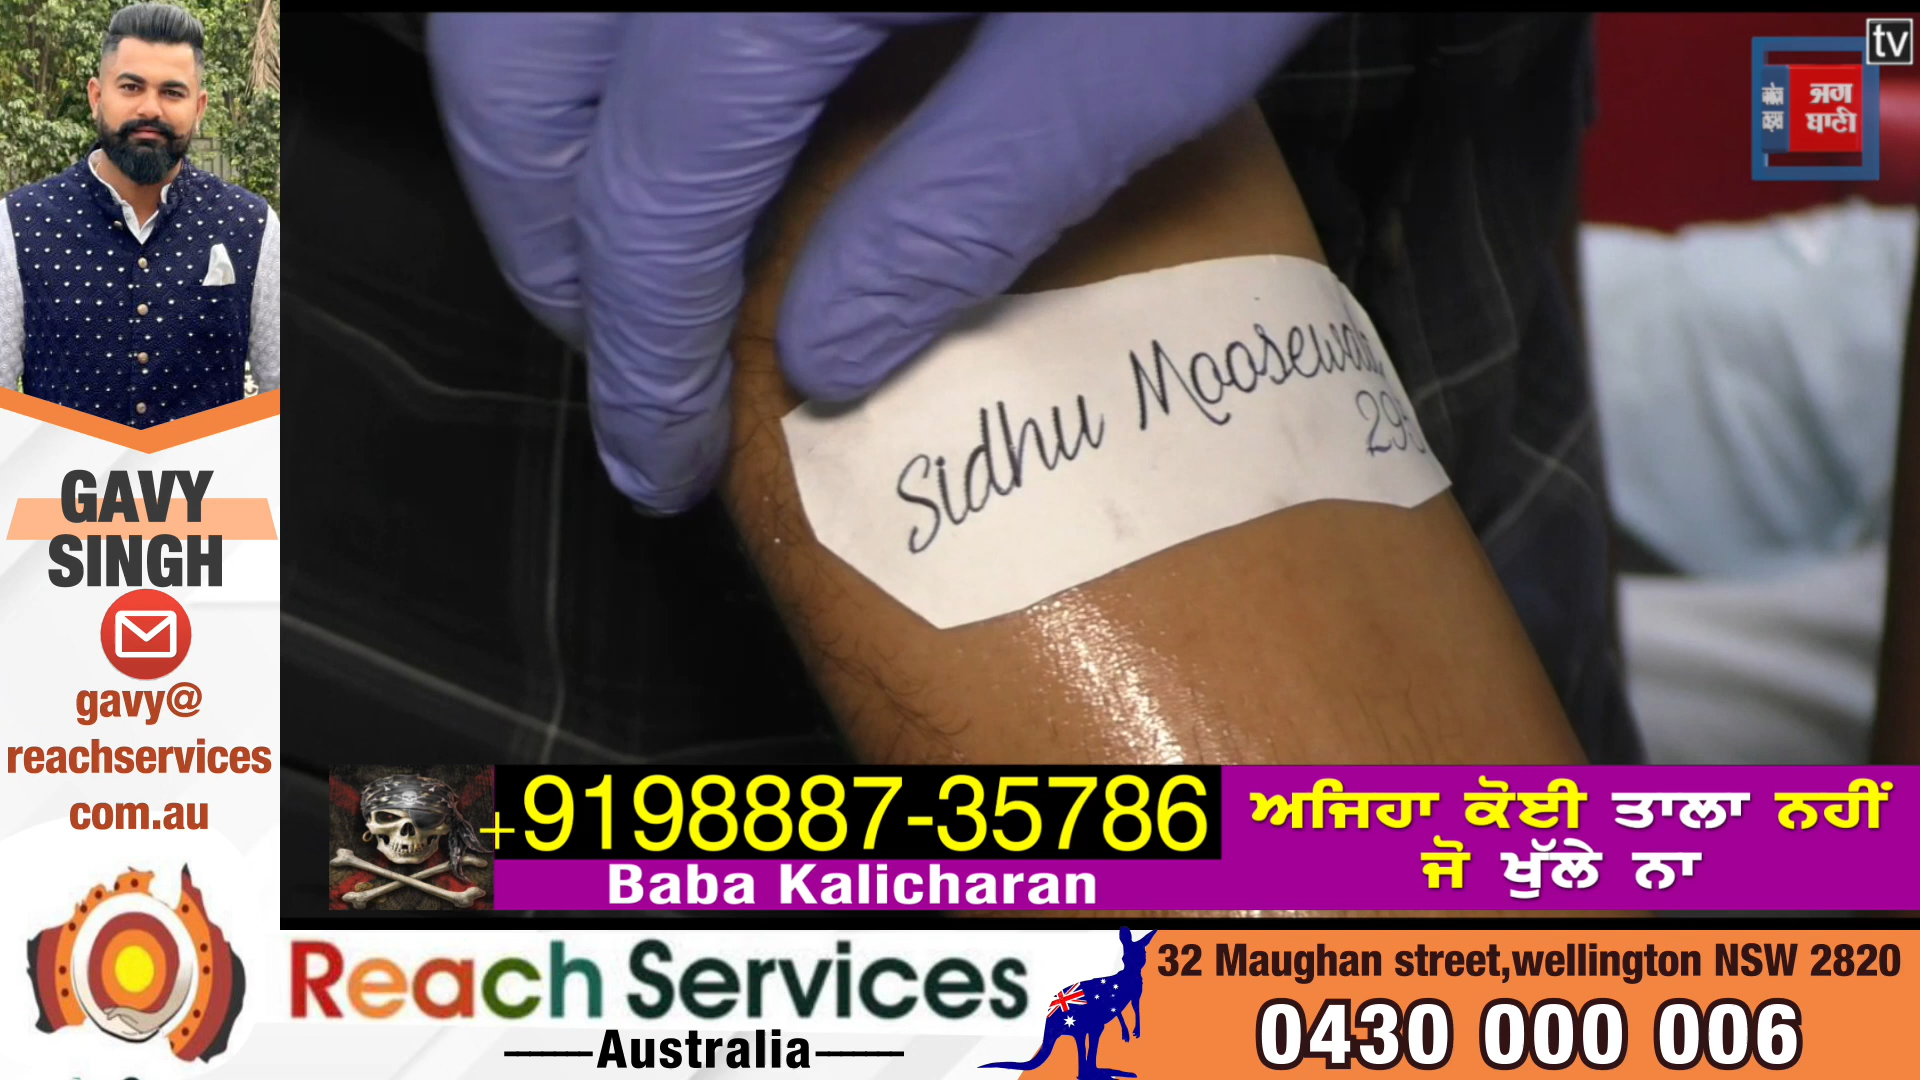 tv
ਜਗ
ਬਾਣੀ
Sidhu Moosewala
295
GAVY
SINGH
gavy@
reachservices
com.au
+9198887-35786
Baba Kalicharan
ਅਜਿਹਾ ਕੋਈ ਤਾਲਾ ਨਹੀਂ
ਜੋ ਖੁੱਲੇ ਨਾ
Reach Services
Australia
32 Maughan street,wellington NSW 2820
0430 000 006